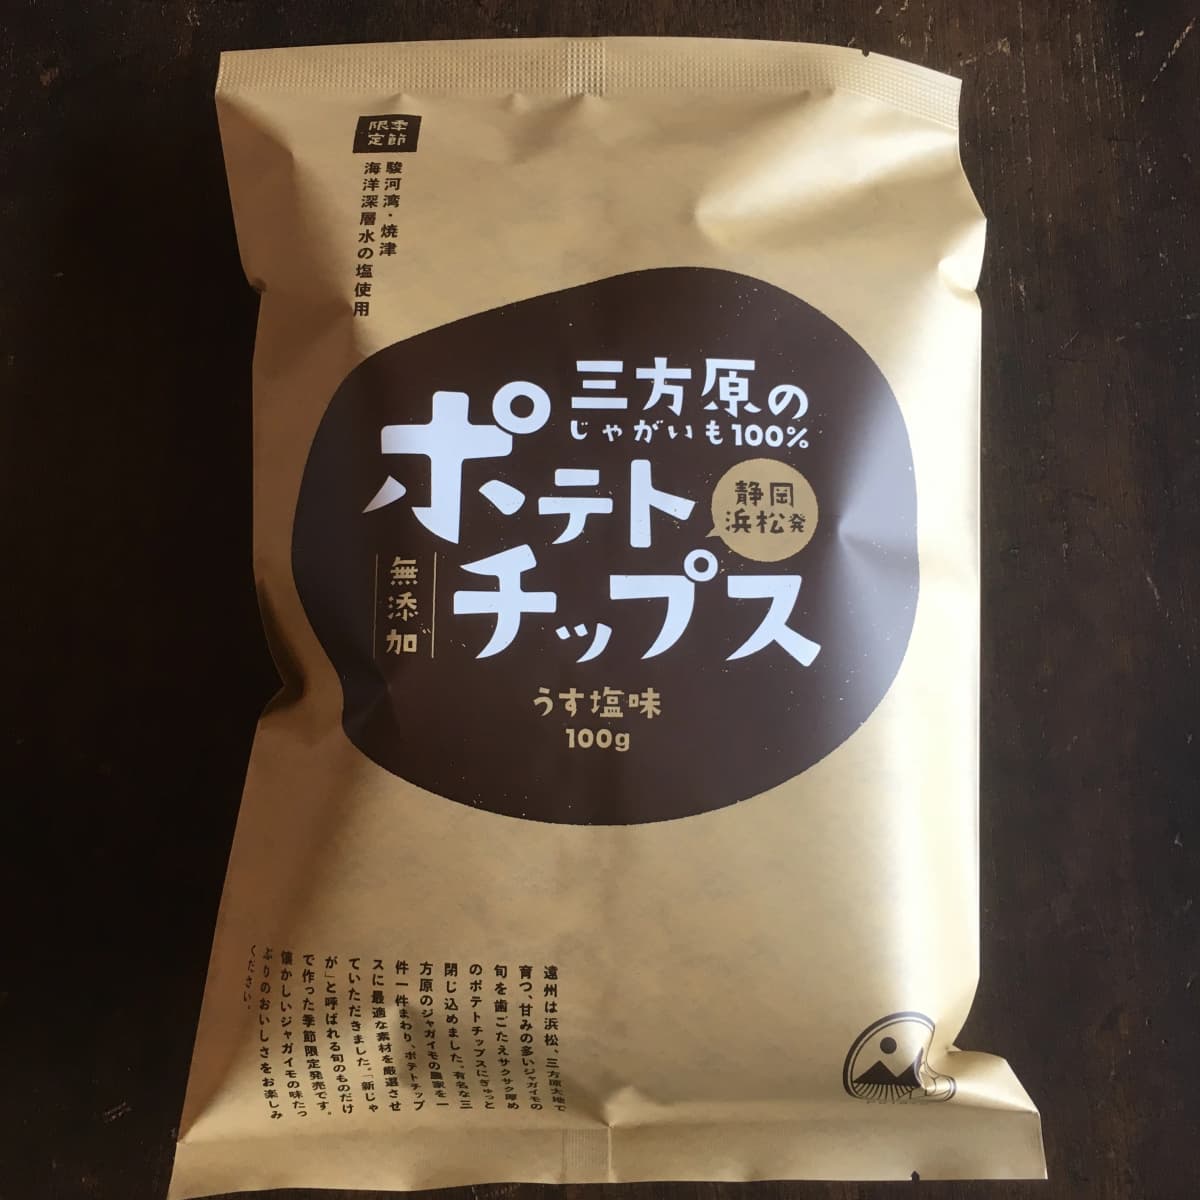 季節
限定
駿河湾・焼津
海洋深層水の塩使用
三方原の
じゃがいも100%
ポテト
チップス
静岡
浜松発
無添加
うす塩味
100g
遠州は浜松、三方原大地で
育つ、甘みの多いジャガイモの
旬を歯ごたえサクサク厚め
のポテトチップスにぎゅっと
閉じ込めました。有名な三
方原のジャガイモの農家を一
件一件まわり、ポテトチップ
スに最適な素材を厳選させ
ていただきました。「新じゃ
が」と呼ばれる旬のものだけ
で作った季節限定発売です。
懐かしいジャガイモの味たっ
ぷりのおいしさをお楽しみ
ください。